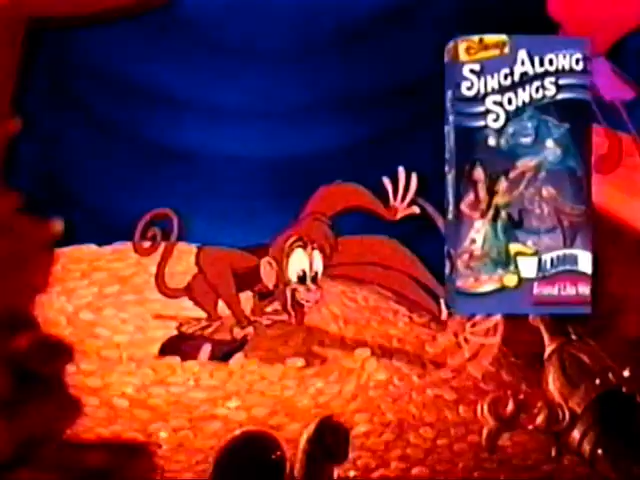 Disney
SING ALONG
SONGS
ALADDIN
Friend Like Me